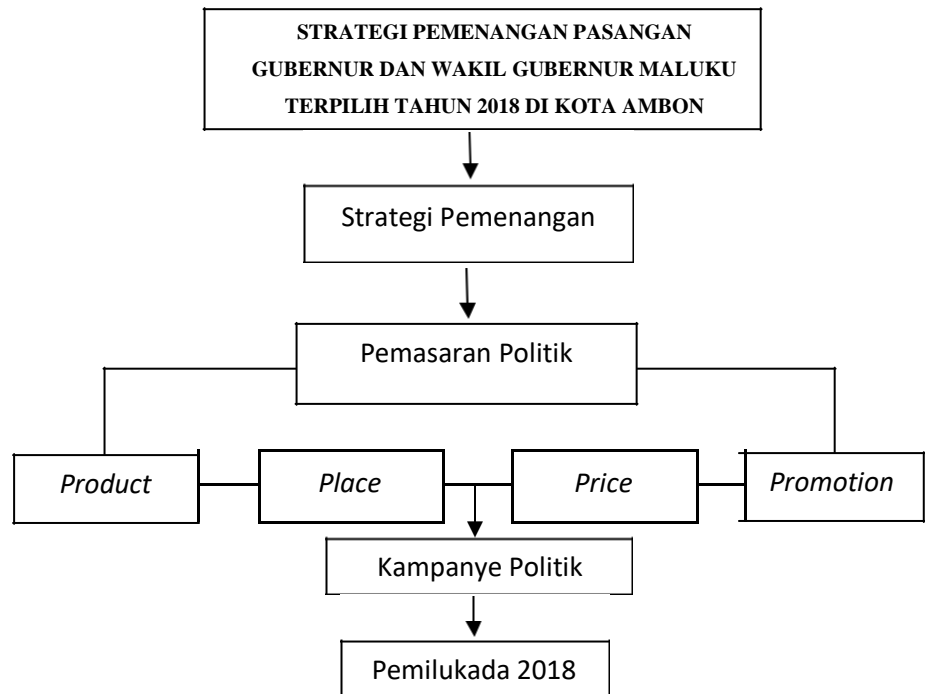 STRATEGI PEMENANGAN PASANGAN
GUBERNUR DAN WAKIL GUBERNUR MALUKU
TERPILIH TAHUN 2018 DI KOTA AMBON
Strategi Pemenangan
Pemasaran Politik
Product
Place
Price
Promotion
Kampanye Politik
Pemilukada 2018